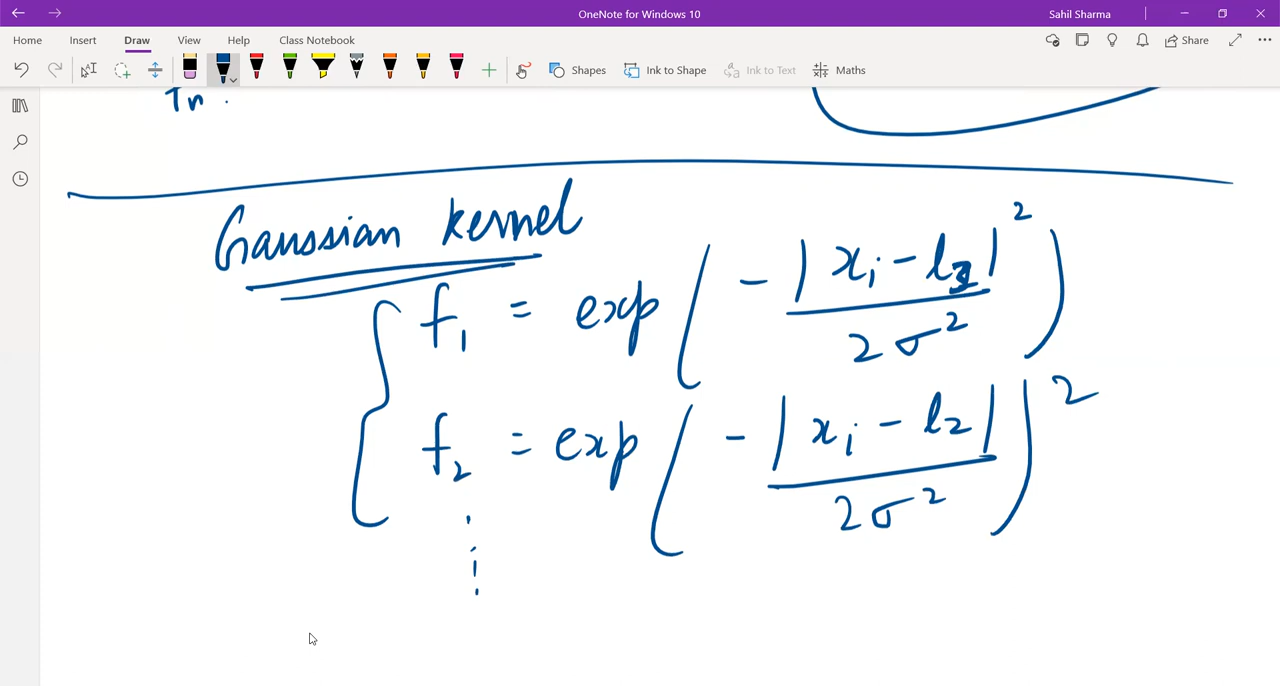 OneNote for Windows 10
Sahil Sharma
Home Insert Draw View Help Class Notebook
Share
Shapes Ink to Shape Ink to Text Maths
Gaussian kernel
f₁ = exp ( - |xᵢ - l₁|² / 2σ² )
f₂ = exp ( - |xᵢ - l₂| / 2σ² )²